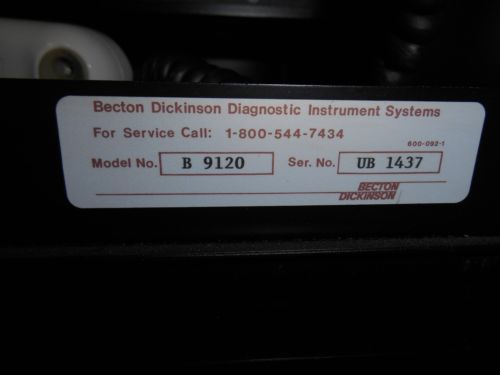 Becton Dickinson Diagnostic Instrument Systems
For Service Call: 1-800-544-7434
600-092-1
Model No. B 9120 Ser. No. UB 1437
BECTON
DICKINSON